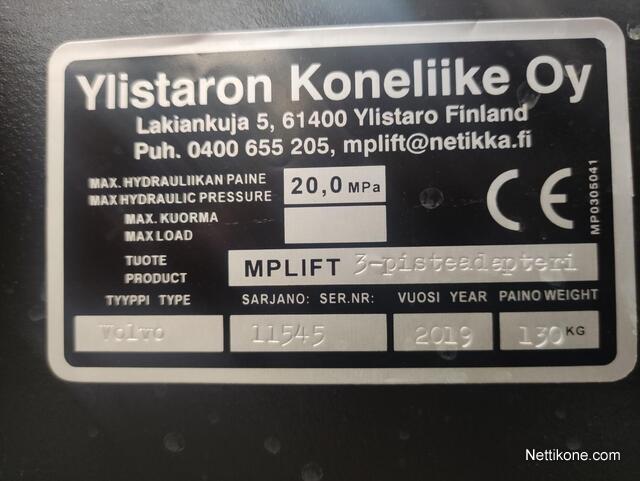 Ylistaron Koneliike Oy
Lakiankuja 5, 61400 Ylistaro Finland
Puh. 0400 655 205, mplift@netikka.fi
MAX. HYDRAULIIKAN PAINE
MAX HYDRAULIC PRESSURE
20,0 MPa
MAX. KUORMA
MAX LOAD
CE
MP0305041
TUOTE
PRODUCT
MPLIFT 3-pisteadapteri
TYYPPI TYPE SARJANO: SER.NR: VUOSI YEAR PAINO WEIGHT
Volvo 11545 2019 130 KG
Nettikone.com